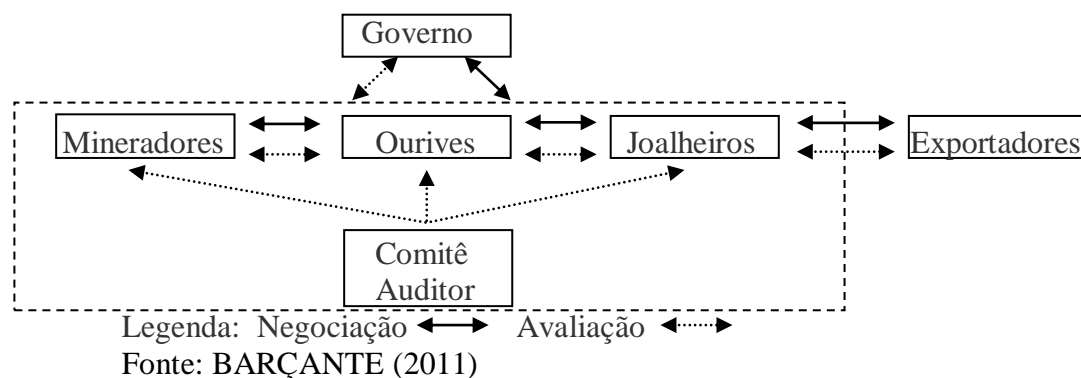 Governo
Mineradores Ourives Joalheiros Exportadores
Comitê
Auditor
Legenda: Negociação Avaliação
Fonte: BARÇANTE (2011)